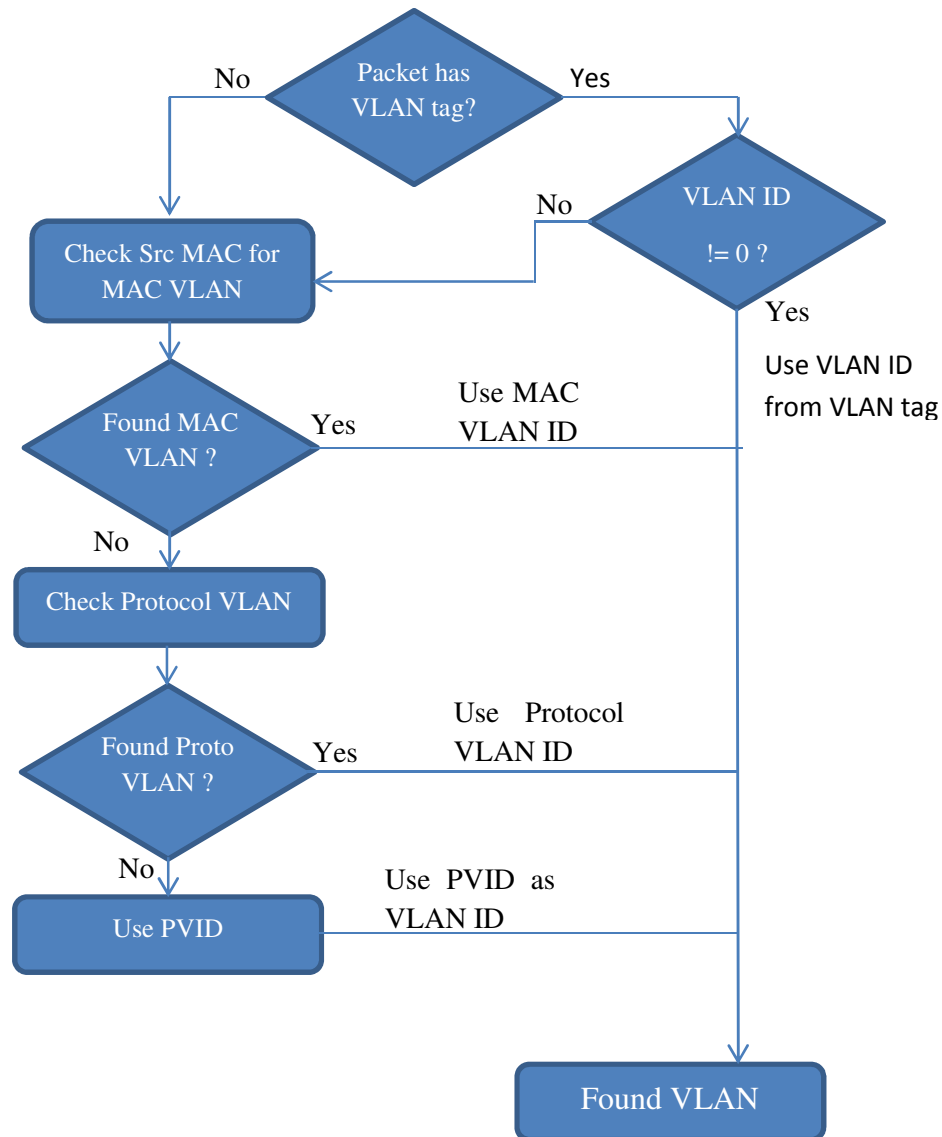 Packet has
VLAN tag?
No
Yes
VLAN ID
!= 0 ?
No
Yes
Check Src MAC for
MAC VLAN
Use VLAN ID
from VLAN tag
Found MAC
VLAN ?
Yes
Use MAC
VLAN ID
No
Check Protocol VLAN
Found Proto
VLAN ?
Yes
Use Protocol
VLAN ID
No
Use PVID
Use PVID as
VLAN ID
Found VLAN